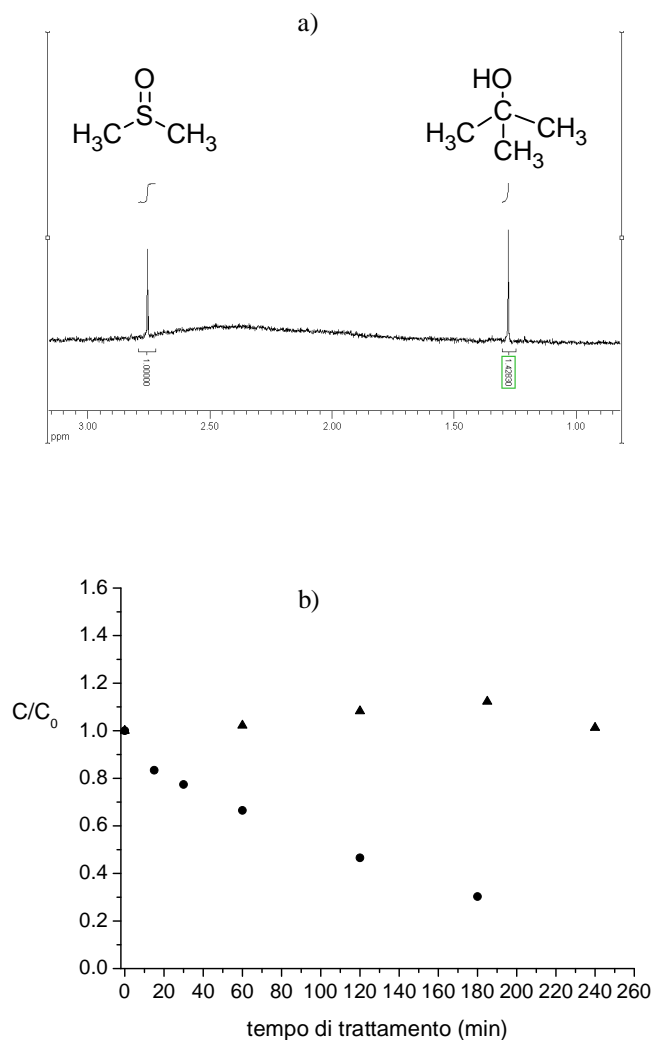 a)
O
S
H3C CH3
HO
C
H3C CH3
CH3
1.00000
1.42830
3.00 2.50 2.00 1.50 1.00
ppm
b)
1.6
1.4
1.2
1.0
0.8
0.6
0.4
0.2
0.0
C/C0
0 20 40 60 80 100 120 140 160 180 200 220 240 260
tempo di trattamento (min)